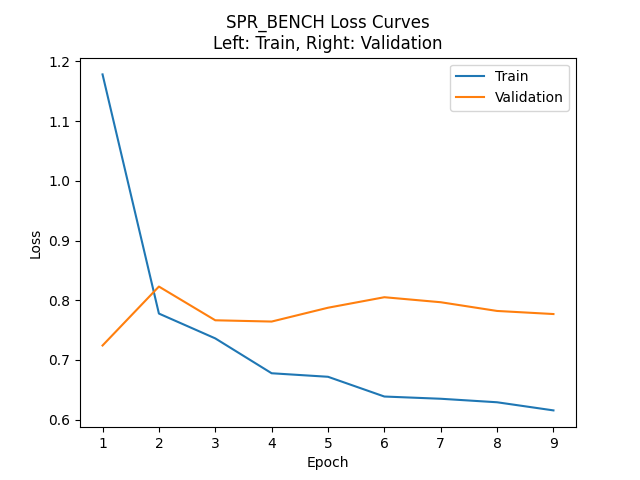 SPR_BENCH Loss Curves
Left: Train, Right: Validation
Train
Validation
1.2
1.1
1.0
0.9
0.8
0.7
0.6
Loss
1 2 3 4 5 6 7 8 9
Epoch